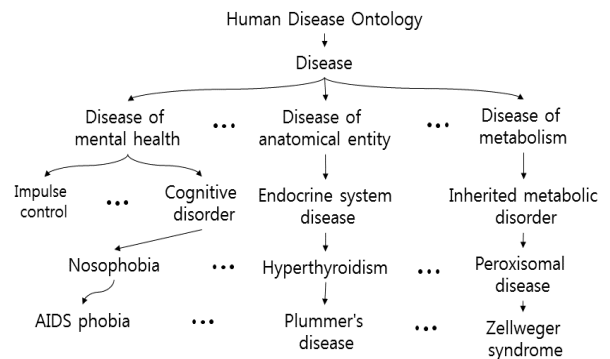 Human Disease Ontology
Disease
Disease of
mental health
•••
Disease of
anatomical entity
•••
Disease of
metabolism
Impulse
control
•••
Cognitive
disorder
Endocrine system
disease
Inherited metabolic
disorder
Nosophobia
•••
Hyperthyroidism
•••
Peroxisomal
disease
AIDS phobia
•••
Plummer's
disease
•••
Zellweger
syndrome